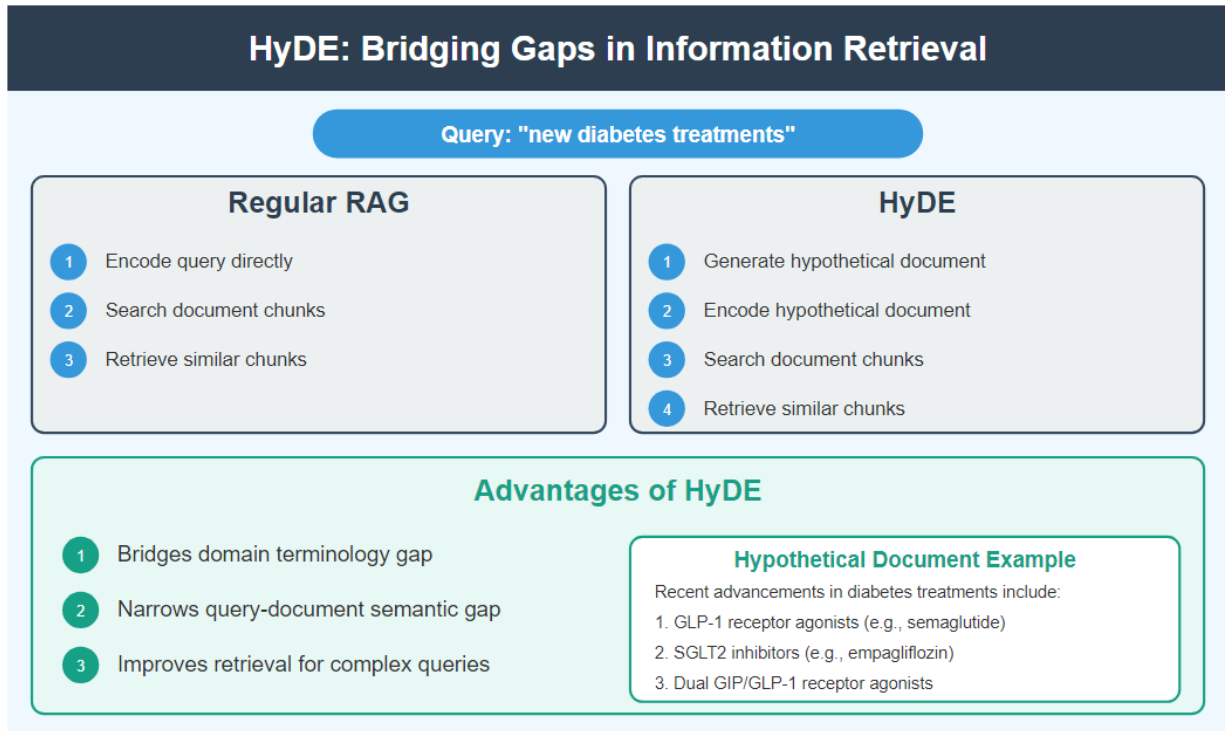 HyDE: Bridging Gaps in Information Retrieval
Query: "new diabetes treatments"
Regular RAG
1 Encode query directly
2 Search document chunks
3 Retrieve similar chunks
HyDE
1 Generate hypothetical document
2 Encode hypothetical document
3 Search document chunks
4 Retrieve similar chunks
Advantages of HyDE
1 Bridges domain terminology gap
2 Narrows query-document semantic gap
3 Improves retrieval for complex queries
Hypothetical Document Example
Recent advancements in diabetes treatments include:
1. GLP-1 receptor agonists (e.g., semaglutide)
2. SGLT2 inhibitors (e.g., empagliflozin)
3. Dual GIP/GLP-1 receptor agonists